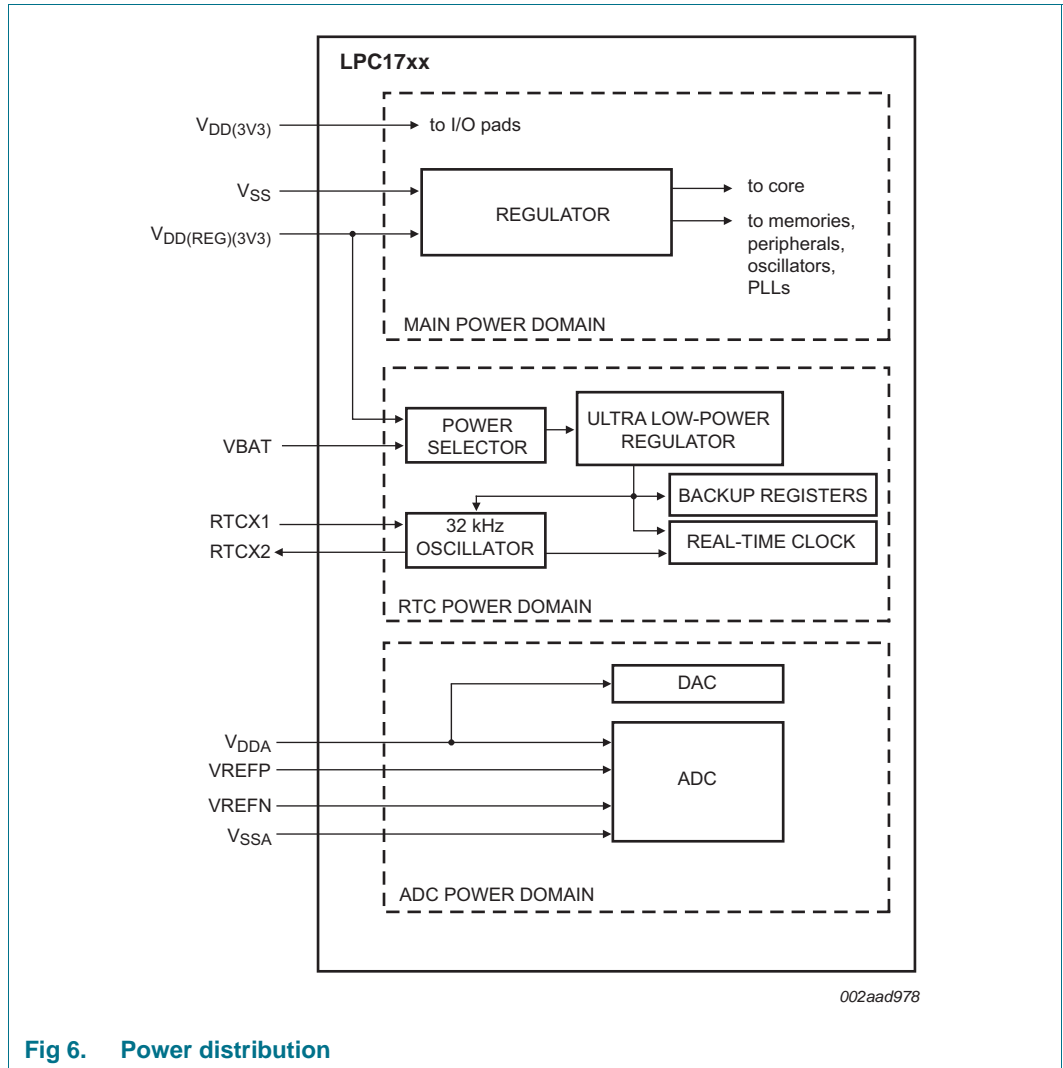 LPC17xx
VDD(3V3)
to I/O pads
VSS
REGULATOR
to core
VDD(REG)(3V3)
to memories,
peripherals,
oscillators,
PLLs
MAIN POWER DOMAIN
POWER
SELECTOR
ULTRA LOW-POWER
REGULATOR
VBAT
BACKUP REGISTERS
RTCX1
32 kHz
OSCILLATOR
REAL-TIME CLOCK
RTCX2
RTC POWER DOMAIN
DAC
VDDA
VREFP
ADC
VREFN
VSSA
ADC POWER DOMAIN
002aad978
Fig 6. Power distribution